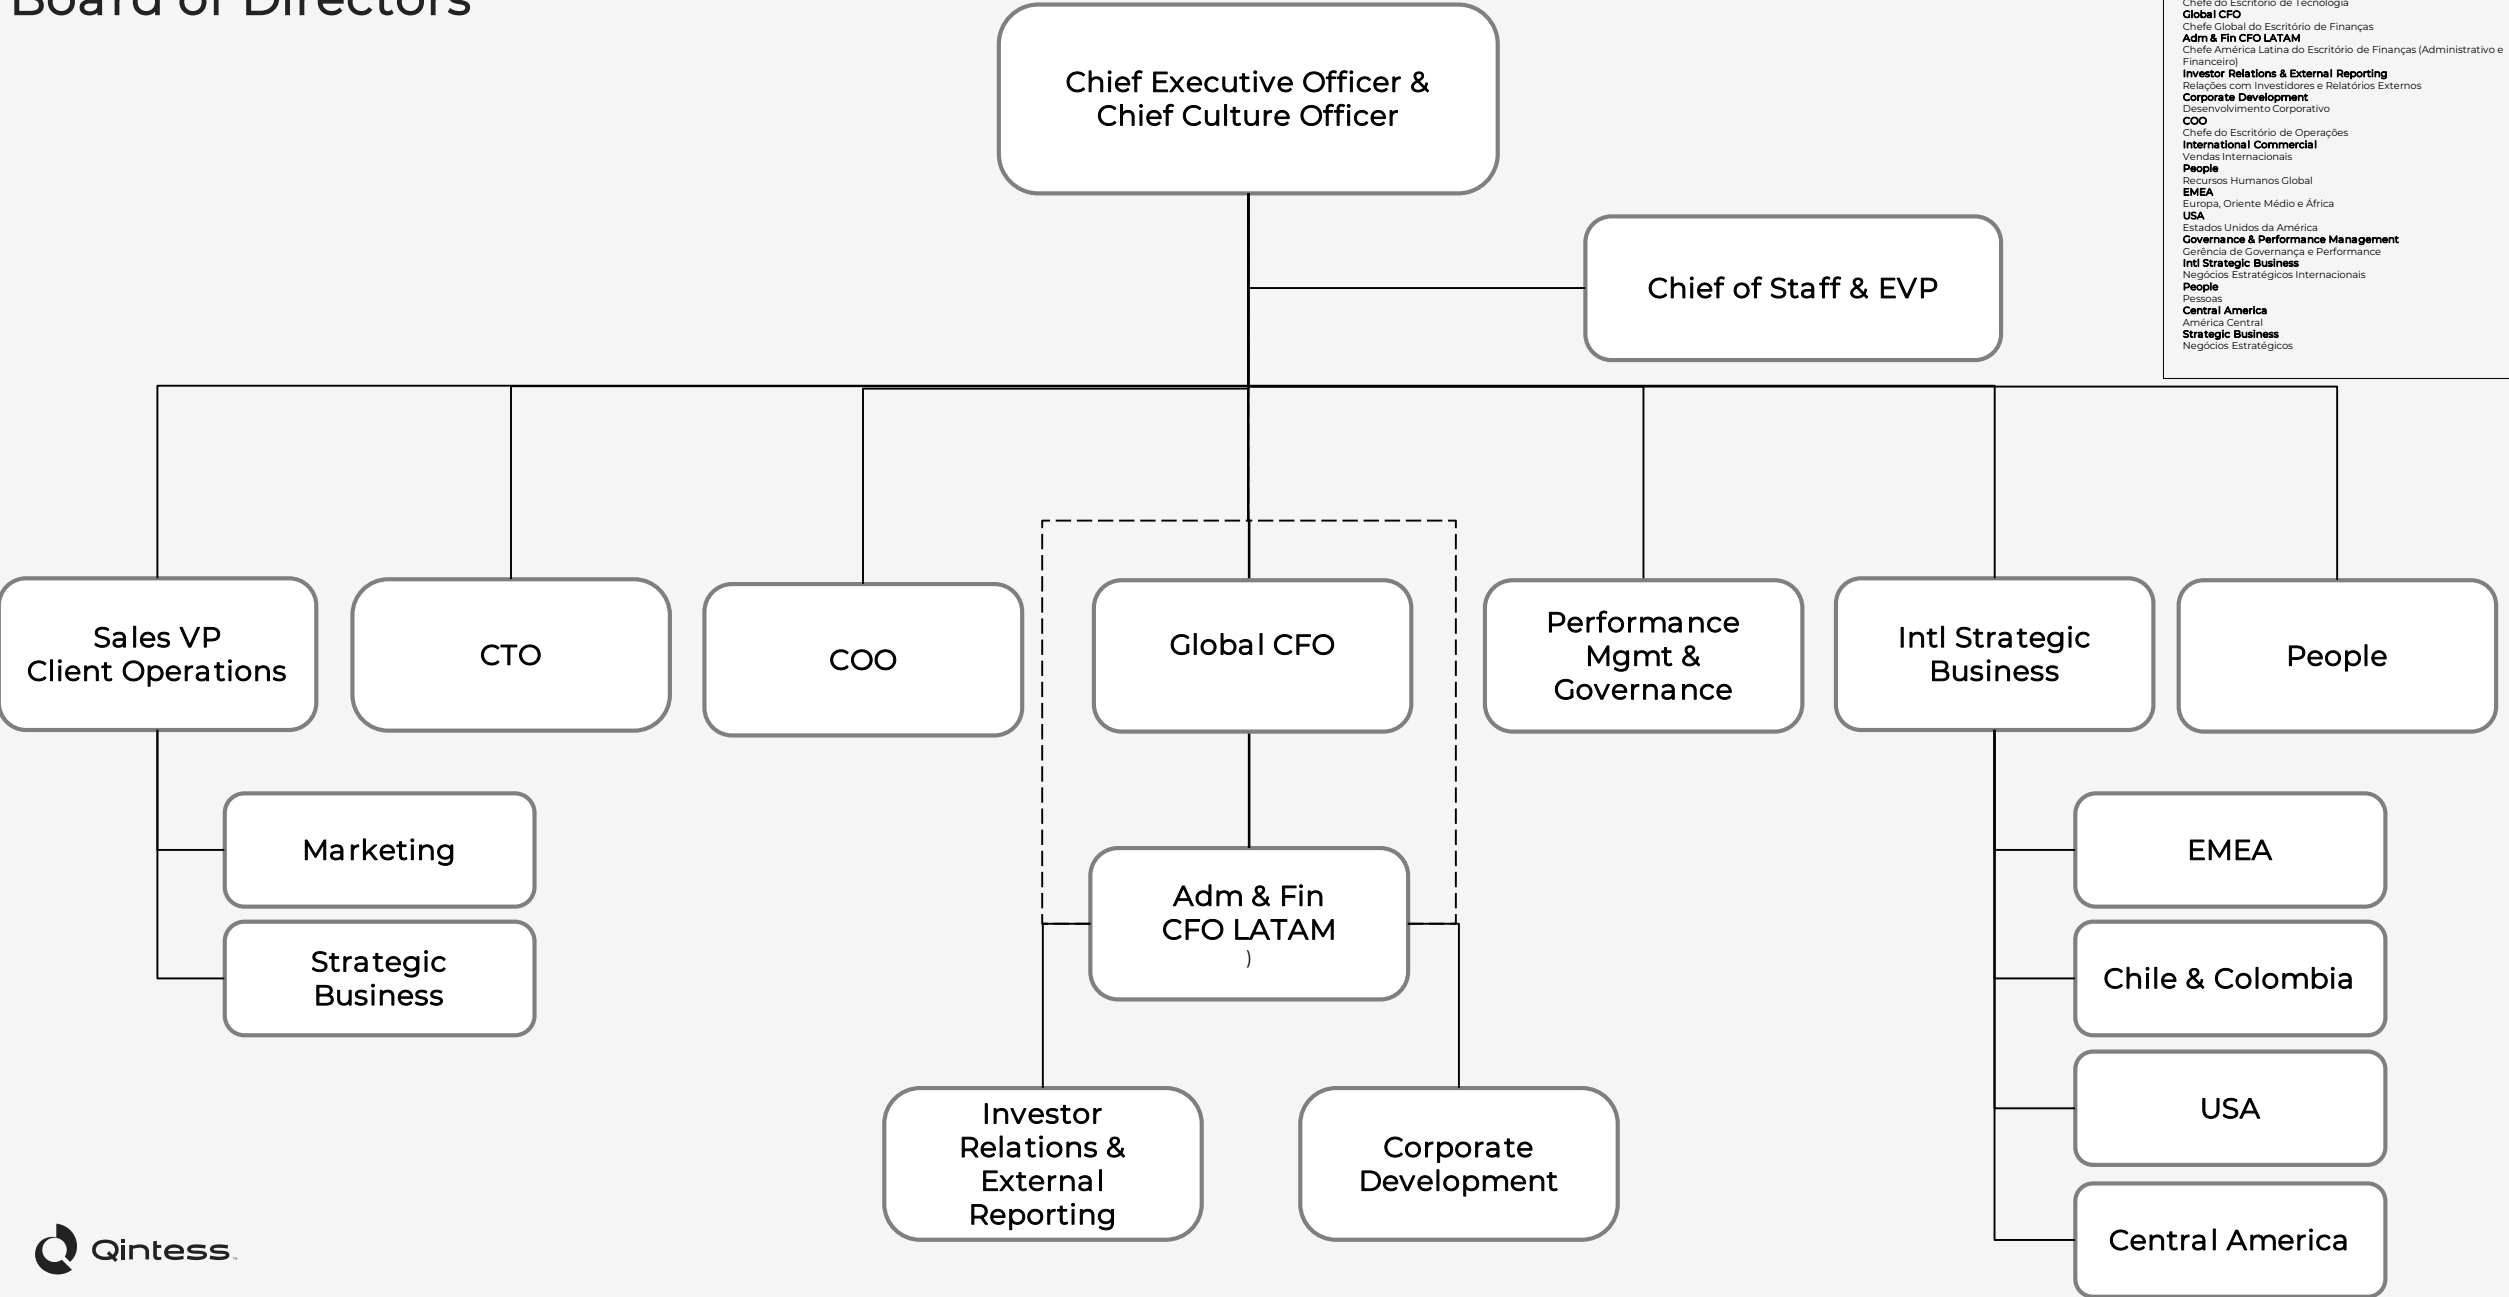 Board of Directors
Chefe do Escritório de Tecnologia
Global CFO
Chefe Global do Escritório de Finanças
Adm & Fin CFO LATAM
Chefe América Latina do Escritório de Finanças (Administrativo e
Financeiro)
Investor Relations & External Reporting
Relações com Investidores e Relatórios Externos
Corporate Development
Desenvolvimento Corporativo
COO
Chefe do Escritório de Operações
International Commercial
Vendas Internacionais
People
Recursos Humanos Global
EMEA
Europa, Oriente Médio e África
USA
Estados Unidos da América
Governance & Performance Management
Gerência de Governança e Performance
Intl Strategic Business
Negócios Estratégicos Internacionais
People
Pessoas
Central America
América Central
Strategic Business
Negócios Estratégicos
Chief Executive Officer &
Chief Culture Officer
Chief of Staff & EVP
Sales VP
Client Operations
CTO
COO
Global CFO
Performance
Mgmt &
Governance
Intl Strategic
Business
People
Marketing
Strategic
Business
Adm & Fin
CFO LATAM
)
Investor
Relations &
External
Reporting
Corporate
Development
EMEA
Chile & Colombia
USA
Central America
Qintess